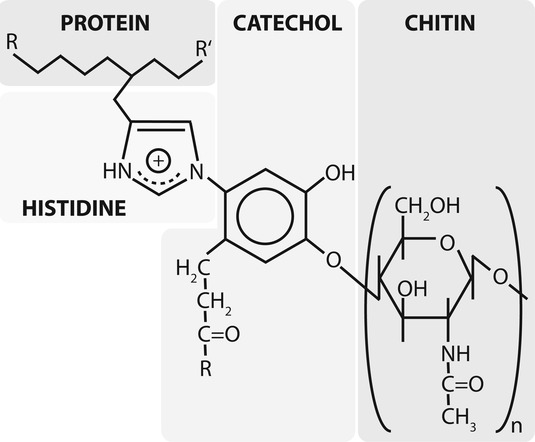 PROTEIN
CATECHOL
CHITIN
R
R'
HN
+
N
HISTIDINE
OH
CH₂OH
O
O
OH
O
H₂C
CH₂
C=O
R
NH
C=O
CH₃
n